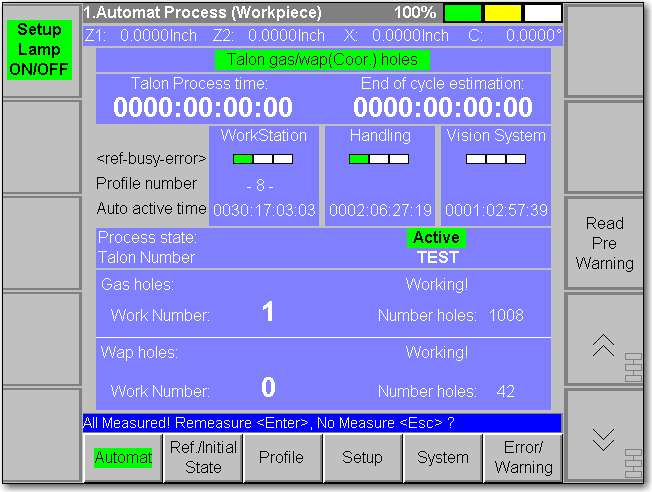 1.Automat Process (Workpiece) 100%
Setup
Lamp
ON/OFF
Z1: 0.0000Inch Z2: 0.0000Inch X: 0.0000Inch C: 0.0000°
Talon gas/wap(Coor.) holes
Talon Process time: End of cycle estimation:
0000:00:00:00 0000:00:00:00
WorkStation Handling Vision System
<ref-busy-error>
Profile number - 8 -
Auto active time 0030:17:03:03 0002:06:27:19 0001:02:57:39
Process state: Active
Talon Number TEST
Read
Pre
Warning
Gas holes: Working!
Work Number: 1 Number holes: 1008
Wap holes: Working!
Work Number: 0 Number holes: 42
All Measured! Remeasure <Enter>, No Measure <Esc> ?
Automat
Ref./Initial
State
Profile
Setup
System
Error/
Warning